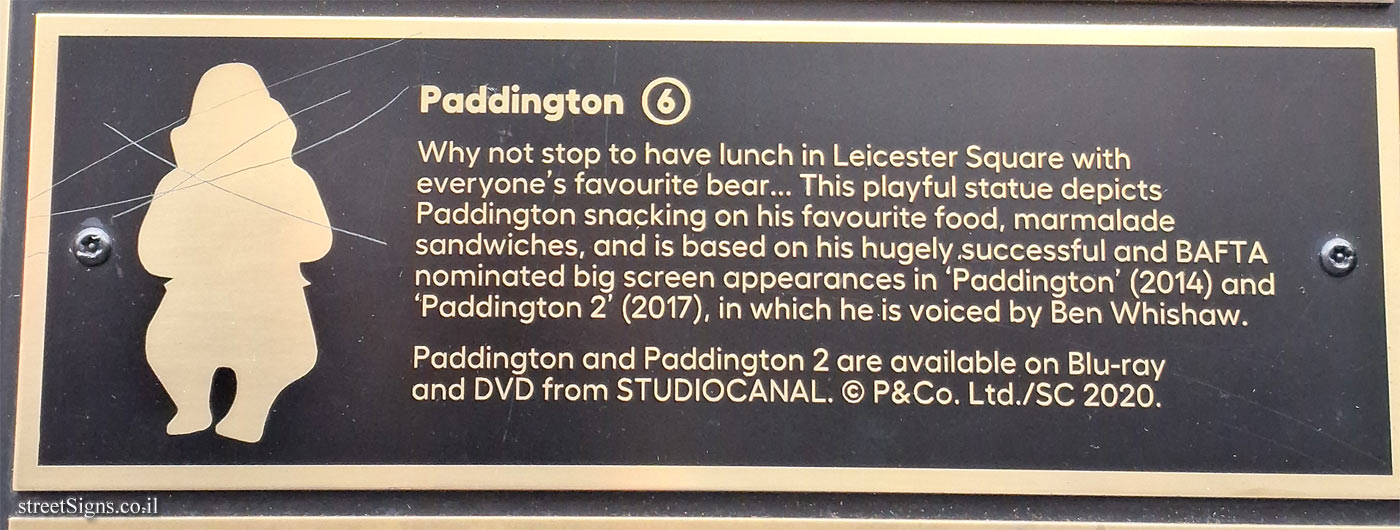 Paddington 6
Why not stop to have lunch in Leicester Square with
everyone's favourite bear... This playful statue depicts
Paddington snacking on his favourite food, marmalade
sandwiches, and is based on his hugely successful and BAFTA
nominated big screen appearances in ‘Paddington’ (2014) and
‘Paddington 2’ (2017), in which he is voiced by Ben Whishaw.
Paddington and Paddington 2 are available on Blu-ray
and DVD from STUDIOCANAL. © P&Co. Ltd./SC 2020.
streetSigns.co.il